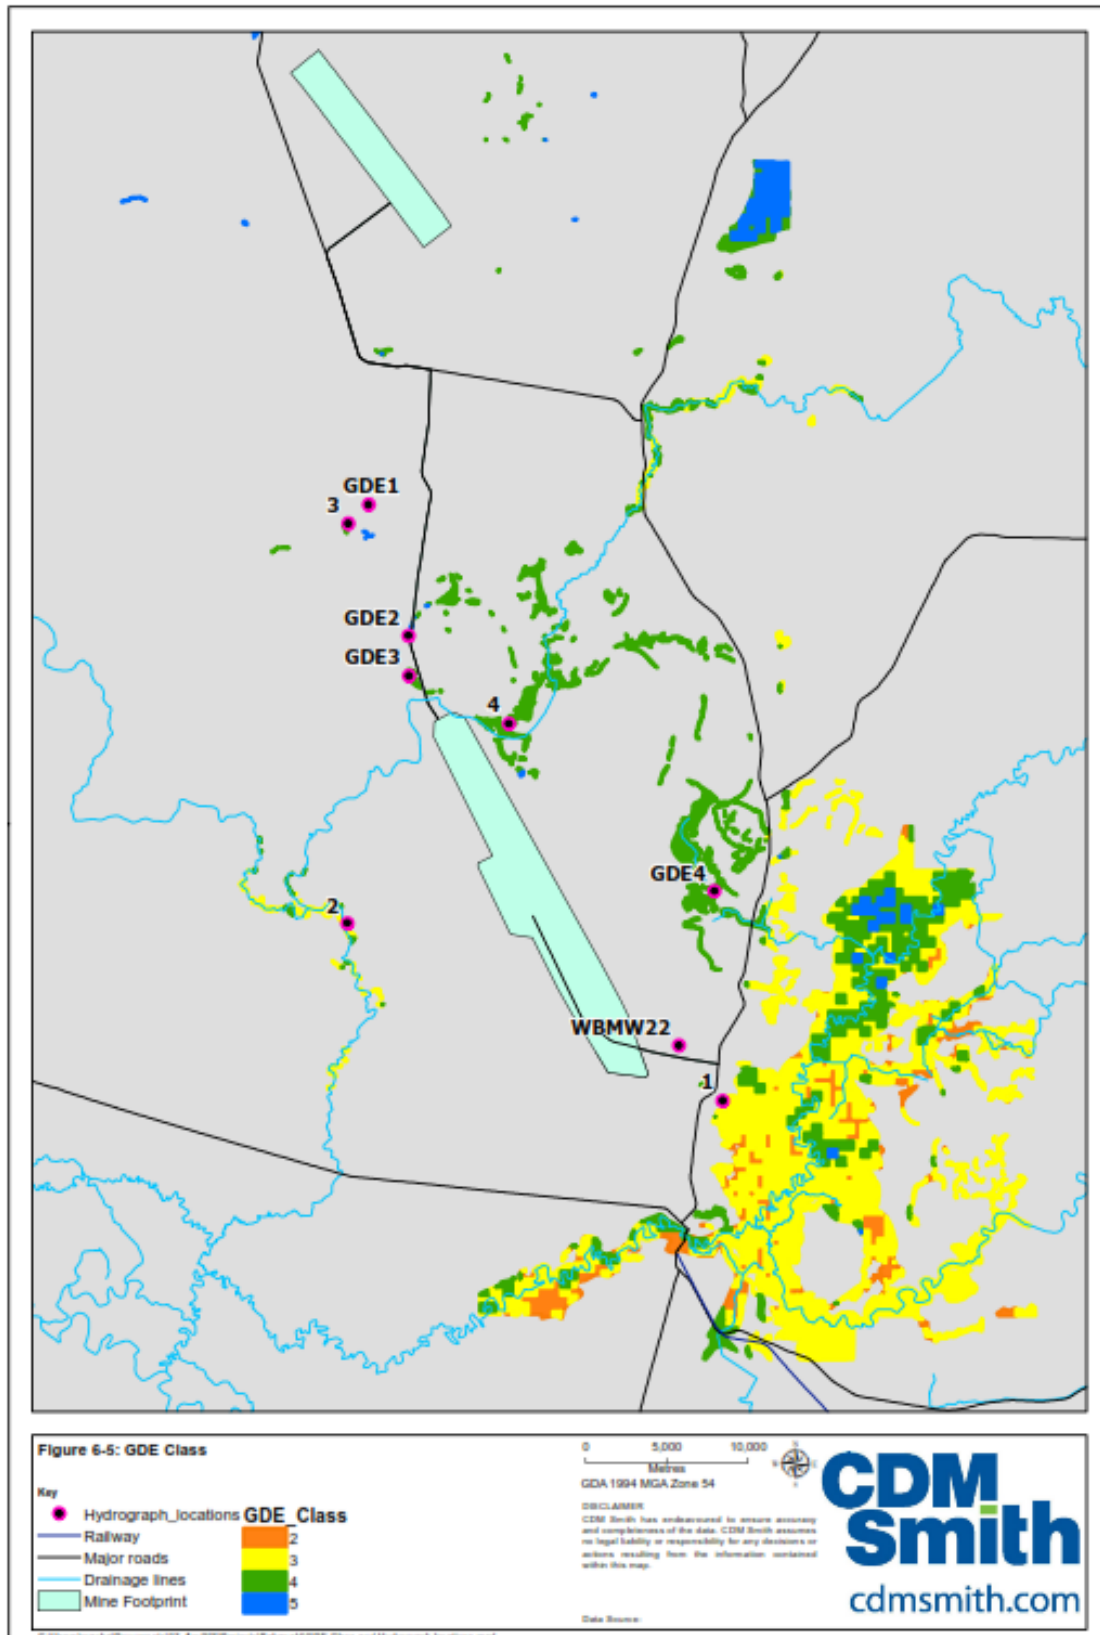 GDE1
3
GDE2
GDE3
4
GDE4
2
WBMW22
1
Figure 6-5: GDE Class
Key
Hydrograph_locations
Railway
Major roads
Drainage lines
Mine Footprint
GDE_Class
2
3
4
5
0 5,000 10,000
Metres
GDA 1994 MGA Zone 54
DISCLAIMER
CDM Smith has endeavoured to ensure accuracy
and completeness of the data. CDM Smith assumes
no legal liability or responsibility for any decisions or
actions resulting from the information contained
within this map.
Data Source:
CDM
Smith
cdmsmith.com